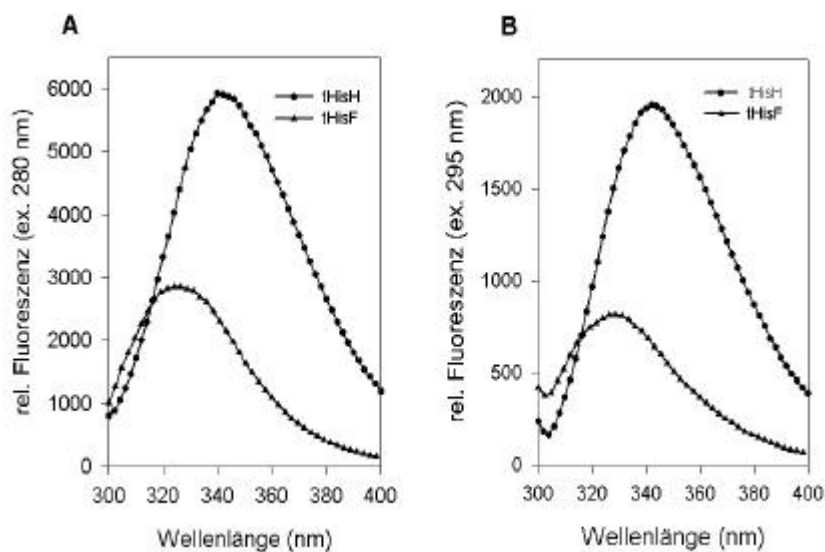 A
rel. Fluoreszenz (ex. 280 nm)
6000
5000
4000
3000
2000
1000
0
tHisH
tHisF
300 320 340 360 380 400
Wellenlänge (nm)
B
rel. Fluoreszenz (ex. 295 nm)
2000
1500
1000
500
0
tHisH
tHisF
300 320 340 360 380 400
Wellenlänge (nm)